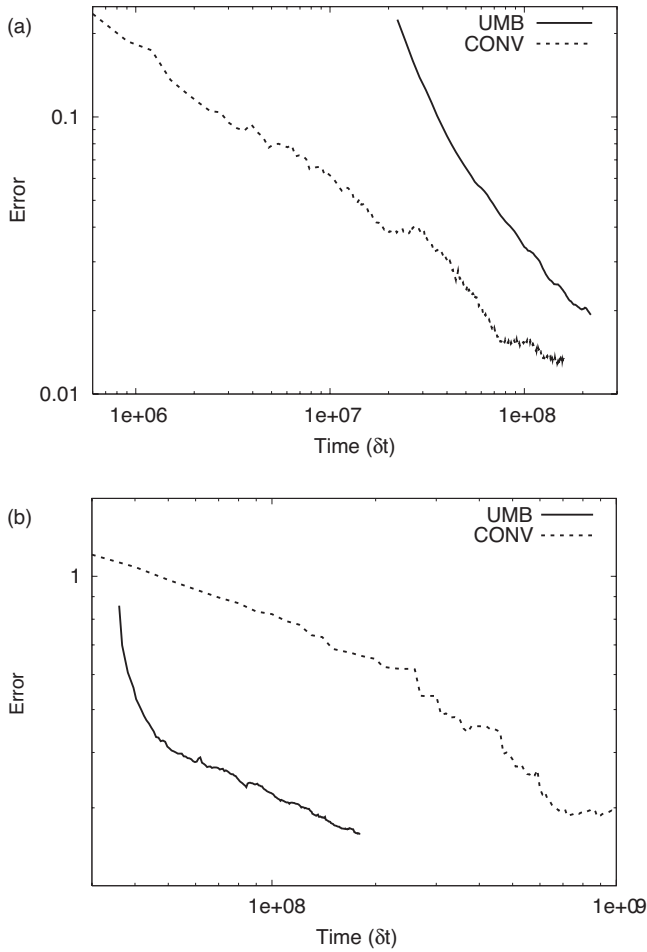 (a)
UMB
CONV
0.1
0.01
Error
1e+06
1e+07
1e+08
Time (δt)
(b)
UMB
CONV
1
Error
1e+08
1e+09
Time (δt)